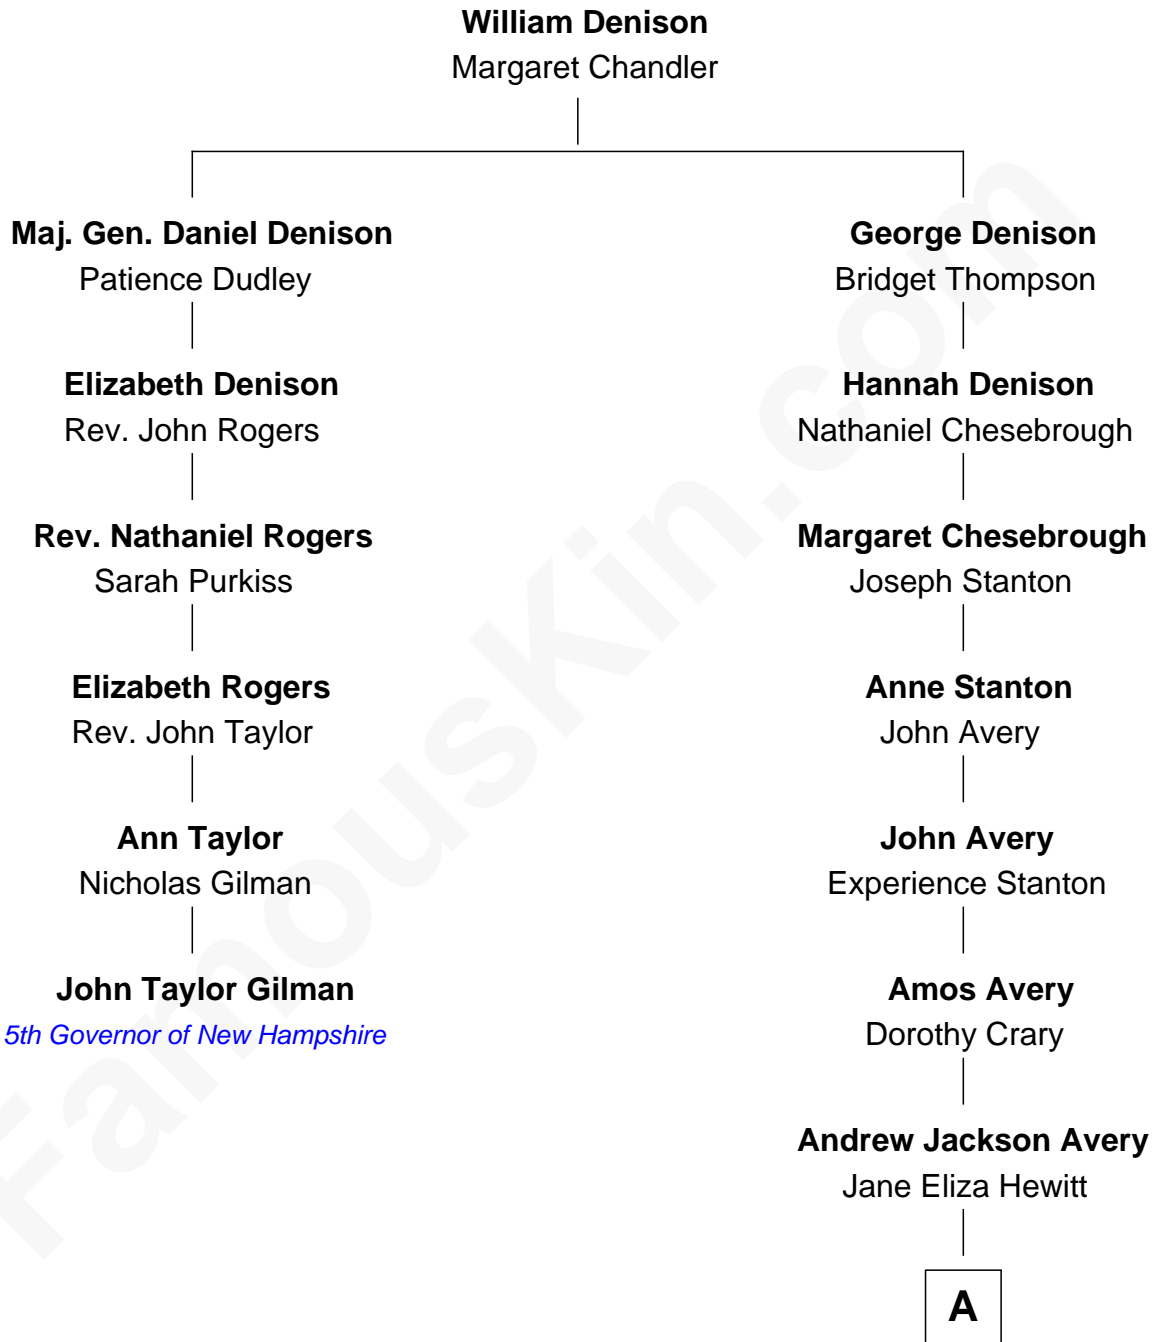 William Denison
Margaret Chandler
Maj. Gen. Daniel Denison
Patience Dudley
Elizabeth Denison
Rev. John Rogers
Rev. Nathaniel Rogers
Sarah Purkiss
Elizabeth Rogers
Rev. John Taylor
Ann Taylor
Nicholas Gilman
John Taylor Gilman
5th Governor of New Hampshire
George Denison
Bridget Thompson
Hannah Denison
Nathaniel Chesebrough
Margaret Chesebrough
Joseph Stanton
Anne Stanton
John Avery
John Avery
Experience Stanton
Amos Avery
Dorothy Crary
Andrew Jackson Avery
Jane Eliza Hewitt
A
FamousKin.com